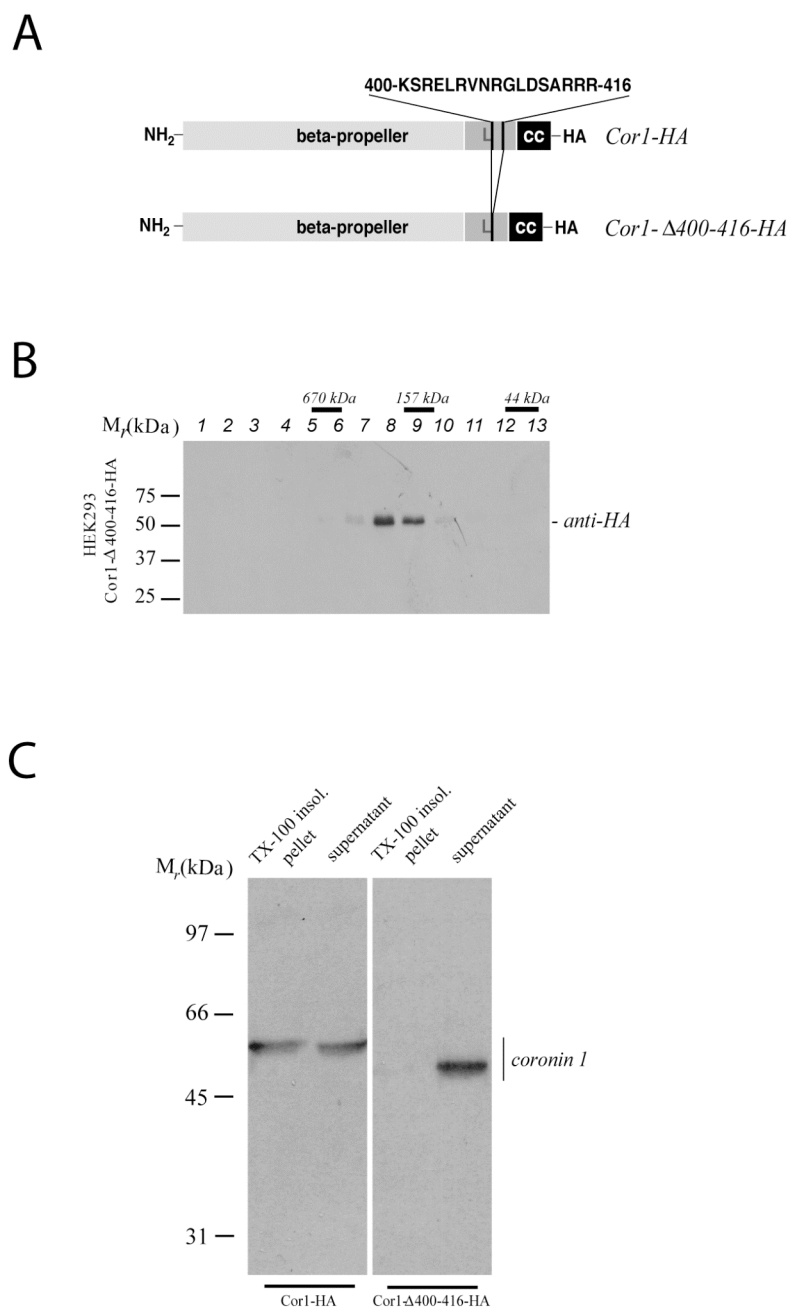 A
400-KSRELRVNRGLDSARRR-416
NH2 beta-propeller L cc HA Cor1-HA
NH2 beta-propeller L cc HA Cor1-Δ400-416-HA
B
670 kDa 157 kDa 44 kDa
Mr(kDa) 1 2 3 4 5 6 7 8 9 10 11 12 13
HEK293
Cor1-Δ400-416-HA
75
50
37
25
- anti-HA
C
TX-100 insol.
pellet
supernatant
TX-100 insol.
pellet
supernatant
Mr(kDa)
97
66
45
31
coronin 1
Cor1-HA Cor1-Δ400-416-HA